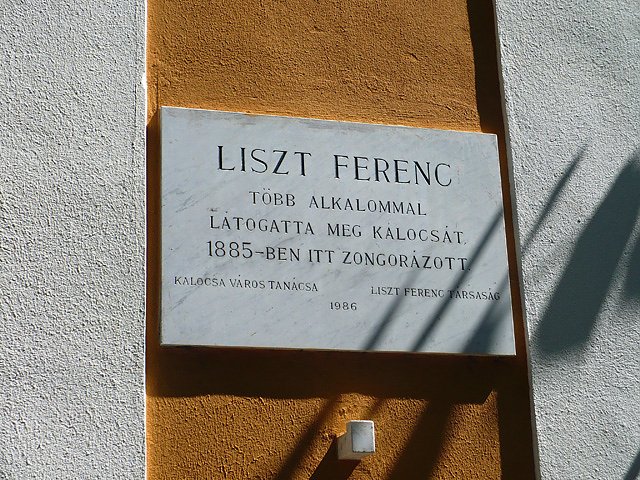 LISZT FERENC
TÖBB ALKALOMMAL
LÁTOGATTA MEG KALOCSÁT.
1885-BEN ITT ZONGORÁZOTT.
KALOCSA VÁROS TANÁCSA LISZT FERENC TÁRSASÁG
1986